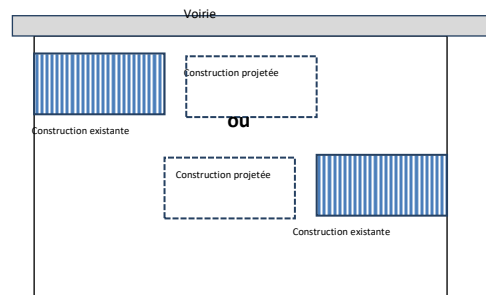 Voirie
Construction projetée
ou
Construction existante
Construction projetée
Construction existante